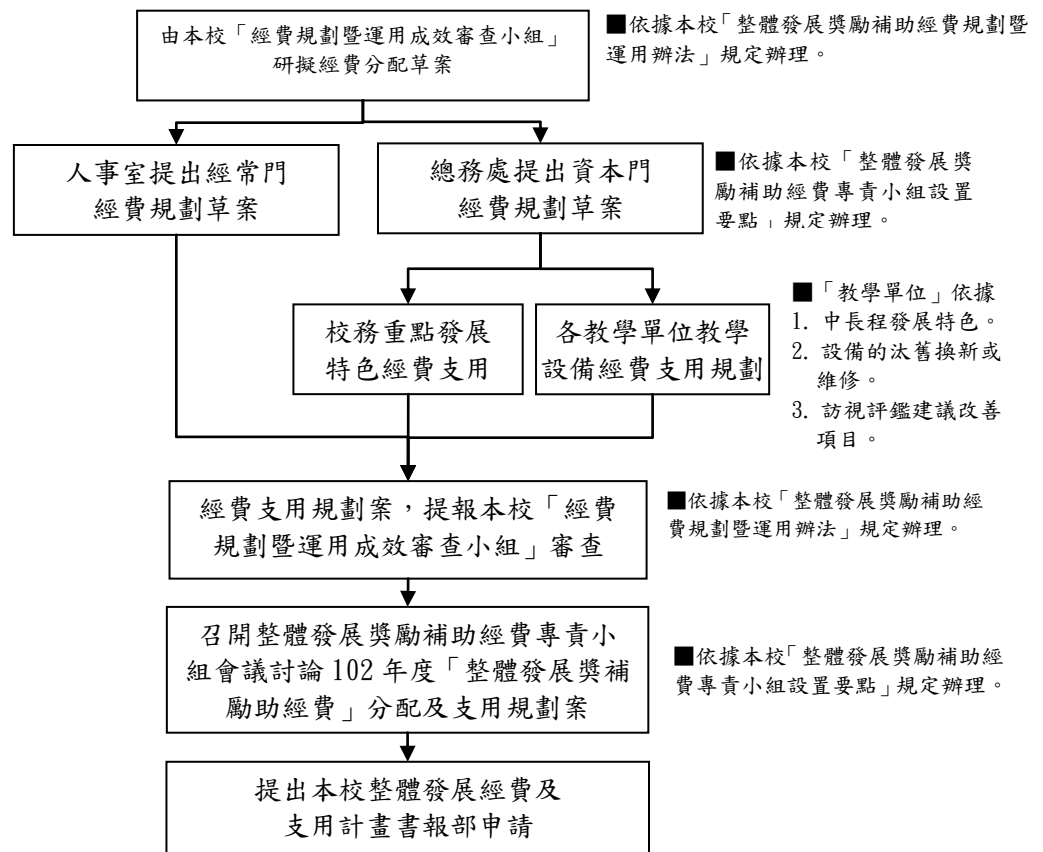 由本校「經費規劃暨運用成效審查小組」
研擬經費分配草案
■依據本校「整體發展獎勵補助經費規劃暨
運用辦法」規定辦理。
人事室提出經常門
經費規劃草案
總務處提出資本門
經費規劃草案
■依據本校「整體發展獎
勵補助經費專責小組設置
要點」規定辦理。
校務重點發展
特色經費支用
各教學單位教學
設備經費支用規劃
■「教學單位」依據
1. 中長程發展特色。
2. 設備的汰舊換新或
維修。
3. 訪視評鑑建議改善
項目。
經費支用規劃案，提報本校「經費
規劃暨運用成效審查小組」審查
■依據本校「整體發展獎勵補助經
費規劃暨運用辦法」規定辦理。
召開整體發展獎勵補助經費專責小
組會議討論 102 年度「整體發展獎補
勵助經費」分配及支用規劃案
■依據本校「整體發展獎勵補助經
費專責小組設置要點」規定辦理。
提出本校整體發展經費及
支用計畫書報部申請